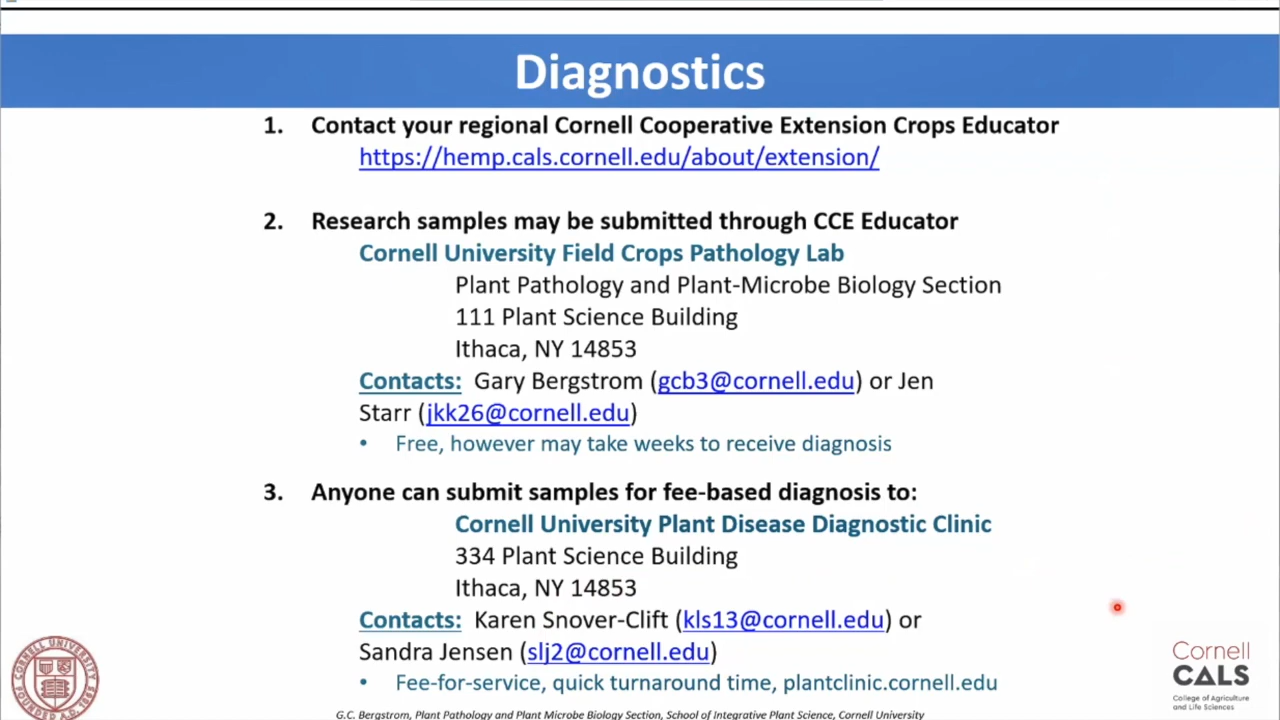 Diagnostics
1. Contact your regional Cornell Cooperative Extension Crops Educator
https://hemp.cals.cornell.edu/about/extension/
2. Research samples may be submitted through CCE Educator
Cornell University Field Crops Pathology Lab
Plant Pathology and Plant-Microbe Biology Section
111 Plant Science Building
Ithaca, NY 14853
Contacts: Gary Bergstrom (gcb3@cornell.edu) or Jen
Starr (jkk26@cornell.edu)
• Free, however may take weeks to receive diagnosis
3. Anyone can submit samples for fee-based diagnosis to:
Cornell University Plant Disease Diagnostic Clinic
334 Plant Science Building
Ithaca, NY 14853
Contacts: Karen Snover-Clift (kls13@cornell.edu) or
Sandra Jensen (slj2@cornell.edu)
• Fee-for-service, quick turnaround time, plantclinic.cornell.edu
CORNELL UNIVERSITY
FOUNDED A.D. 1865
Cornell
CALS
College of Agriculture
and Life Sciences
G.C. Bergstrom, Plant Pathology and Plant Microbe Biology Section, School of Integrative Plant Science, Cornell University